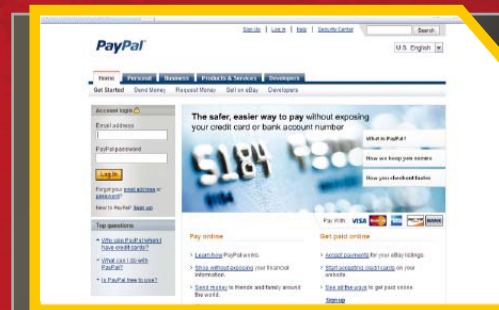 Sign Up | Log In | Help | Security Center
Search
PayPal
U.S. English
Home Personal Business Products & Services Developers
Get Started Send Money Request Money Sell on eBay Developers
Account login
Email address
PayPal password
Log In
Forgot your email address or
password?
New to PayPal? Sign up
Top questions
Why use PayPal when I
have credit cards?
What can I do with
PayPal?
Is PayPal free to use?
The safer, easier way to pay without exposing
your credit card or bank account number
5184
What is PayPal?
How we keep you secure
How you check out faster
Pay With VISA BANK
Pay online
Learn how PayPal works.
Shop without exposing your financial
information.
Send money to friends and family around
the world.
Get paid online
Accept payments for your eBay listings.
Start accepting credit cards on your
website.
See all the ways to get paid online.
Sign up